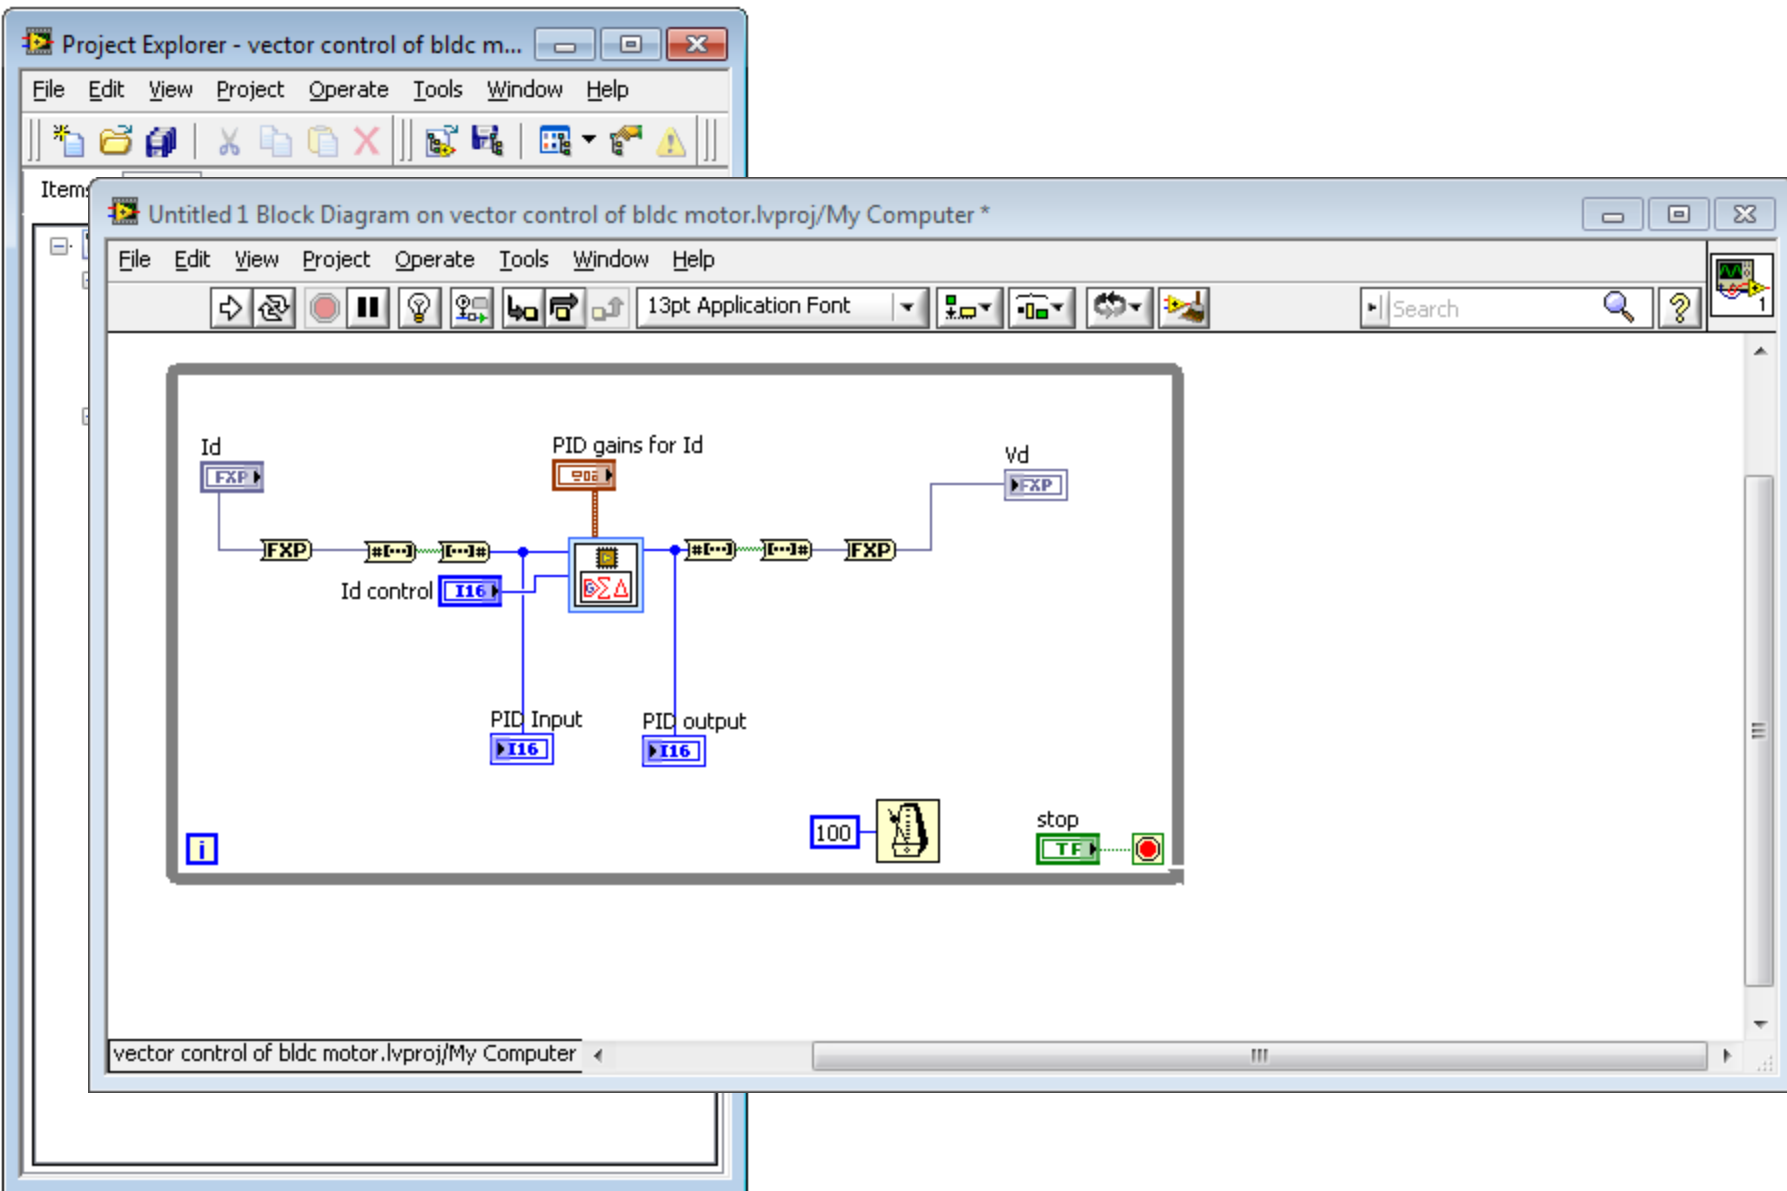 Project Explorer - vector control of bldc m...
File Edit View Project Operate Tools Window Help
Items
Untitled 1 Block Diagram on vector control of bldc motor.lvproj/My Computer *
File Edit View Project Operate Tools Window Help
13pt Application Font
Search
1
Id
FXP
PID gains for Id
Vd
FXP
FXP
#[...]
[...]#
#[...]
[...]#
FXP
Id control I16
PID Input
I16
PID output
I16
100
stop
TF
i
vector control of bldc motor.lvproj/My Computer